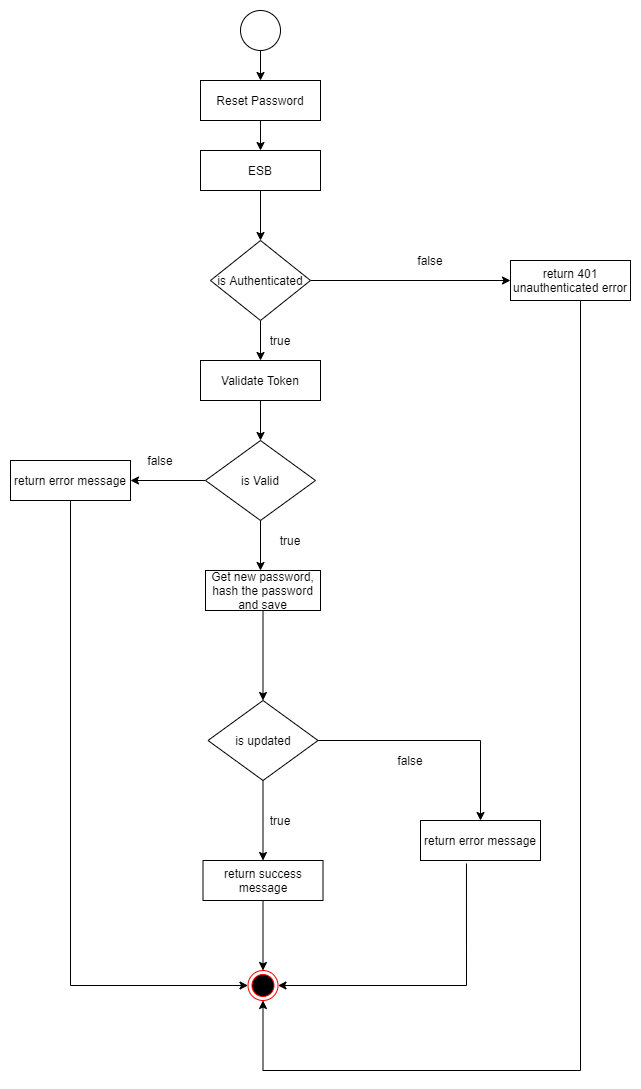 Reset Password
ESB
is Authenticated
false
return 401
unauthenticated error
true
Validate Token
false
return error message
is Valid
true
Get new password,
hash the password
and save
is updated
false
true
return error message
return success
message